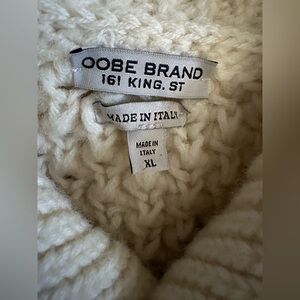 OOBE BRAND
161 KING. ST
MADE IN ITALY
MADE IN
ITALY
XL